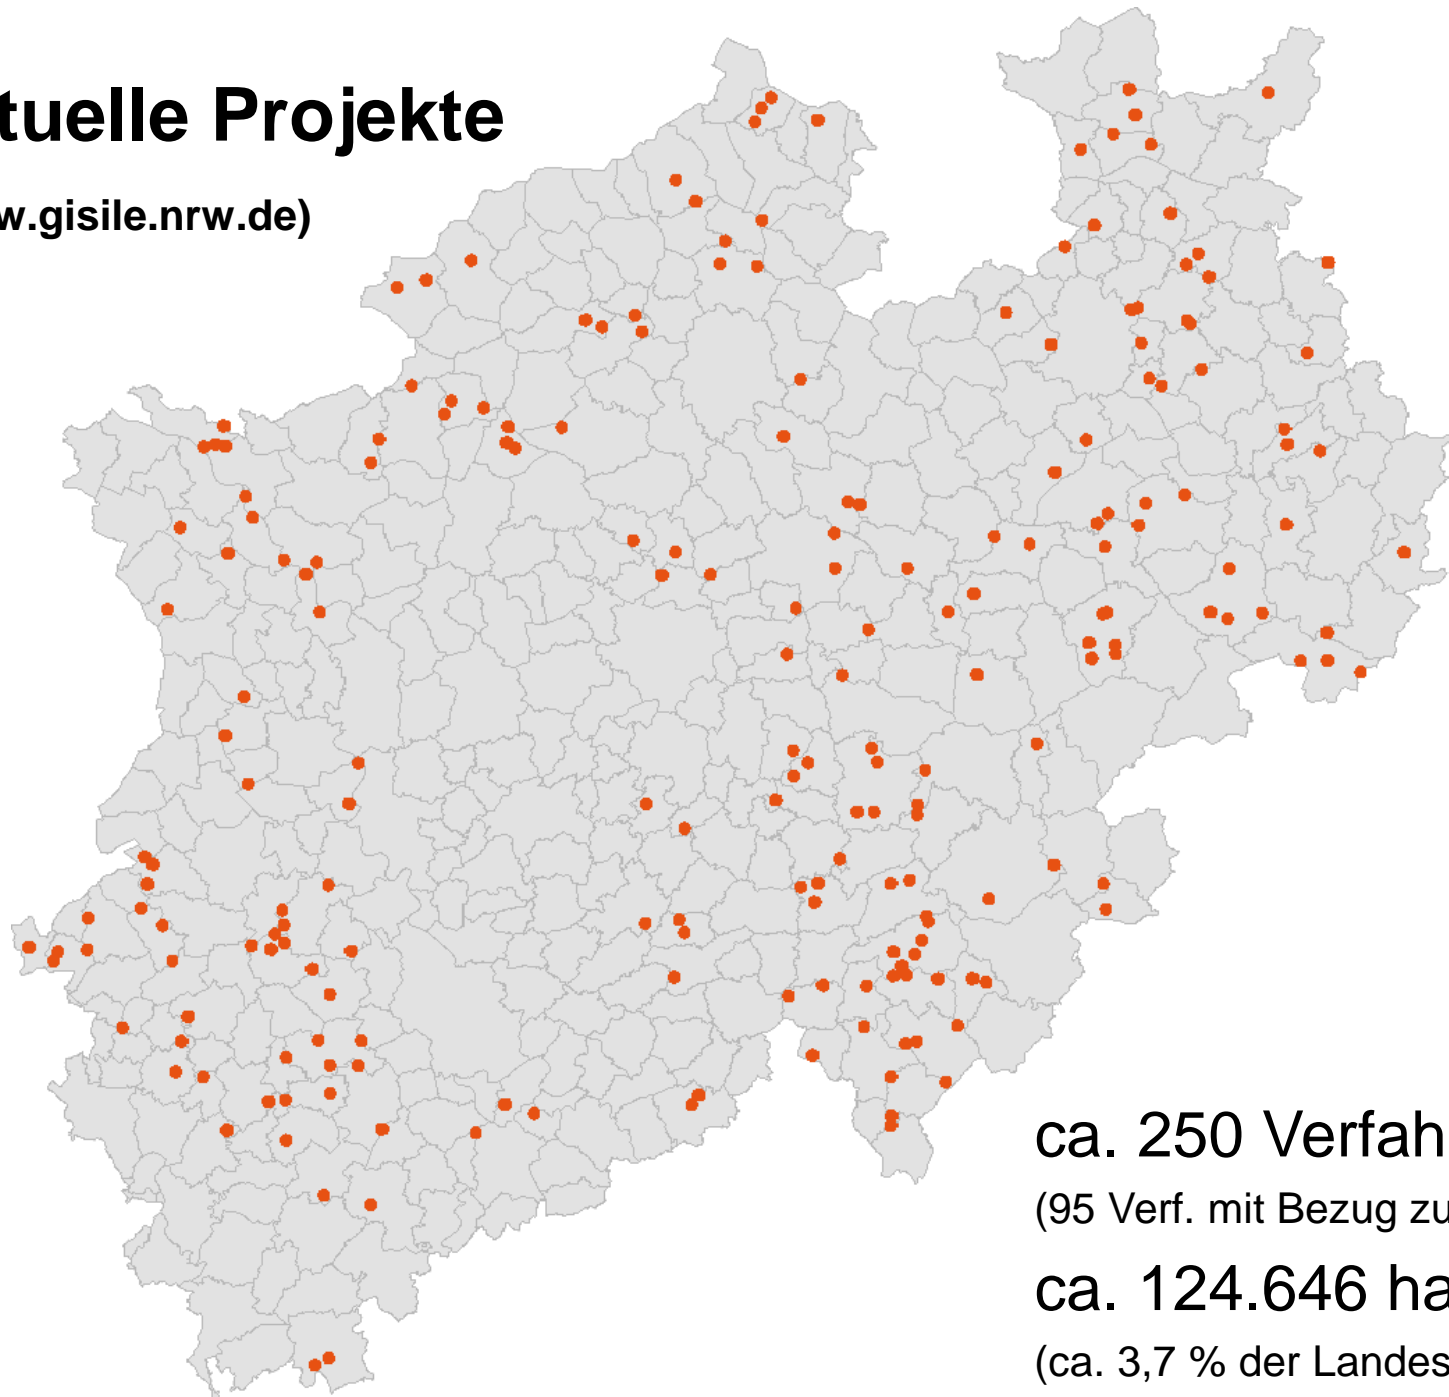 tuelle Projekte
w.gisile.nrw.de)
ca. 250 Verfah
(95 Verf. mit Bezug zu
ca. 124.646 ha
(ca. 3,7 % der Landes